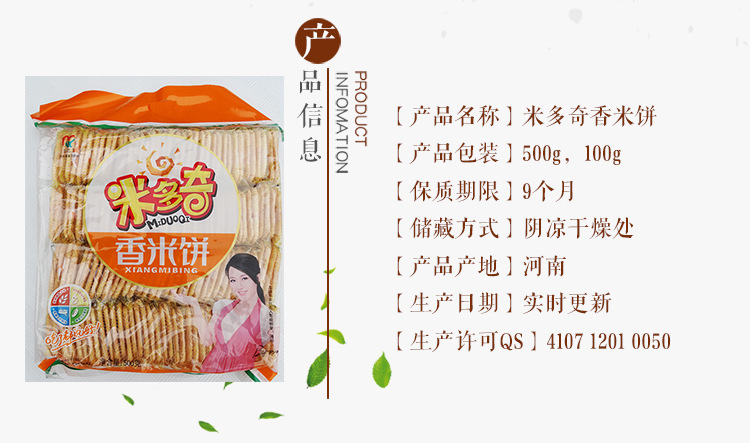 产品信息
PRODUCT
INFOMATION
【产品名称】米多奇香米饼
【产品包装】500g，100g
【保质期限】9个月
【储藏方式】阴凉干燥处
【产品产地】河南
【生产日期】实时更新
【生产许可QS】4107 1201 0050
米多奇
MIDUOQI
香米饼
XIANGMIBING